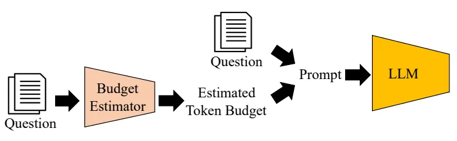 Question
Budget
Estimator
Estimated
Token Budget
Question
Prompt
LLM